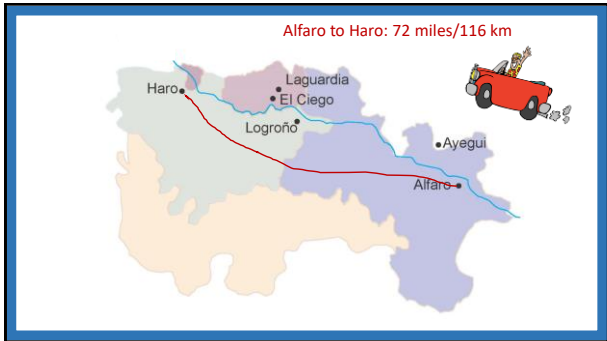 Alfaro to Haro: 72 miles/116 km
Laguardia
Haro
El Ciego
Logroño
Ayegui
Alfaro